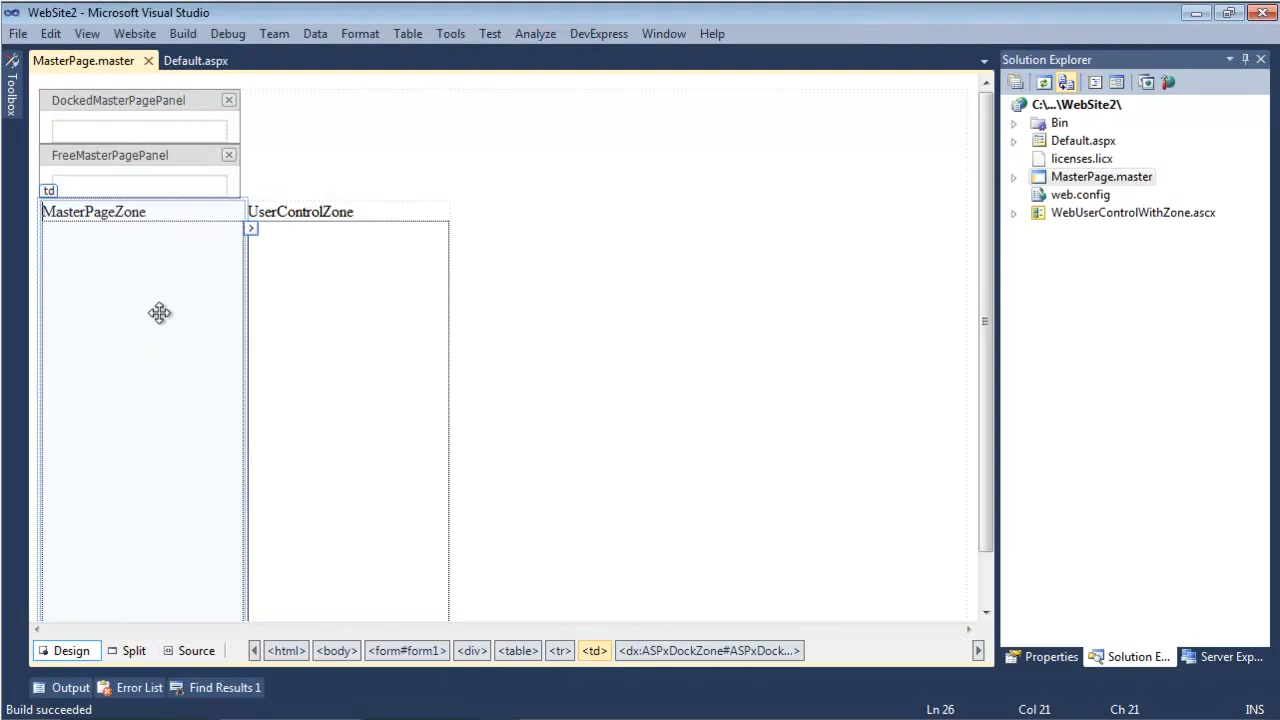 WebSite2 - Microsoft Visual Studio
File Edit View Website Build Debug Team Data Format Table Tools Test Analyze DevExpress Window Help
Toolbox
MasterPage.master Default.aspx
DockedMasterPagePanel
FreeMasterPagePanel
td
MasterPageZone UserControlZone
Design Split Source <html> <body> <form#form1> <div> <table> <tr> <td> <dx:ASPxDockZone#ASPxDock...>
Solution Explorer
C:\...\WebSite2\
Bin
Default.aspx
licenses.licx
MasterPage.master
web.config
WebUserControlWithZone.ascx
Properties Solution E... Server Exp...
Output Error List Find Results 1
Build succeeded Ln 26 Col 21 Ch 21 INS